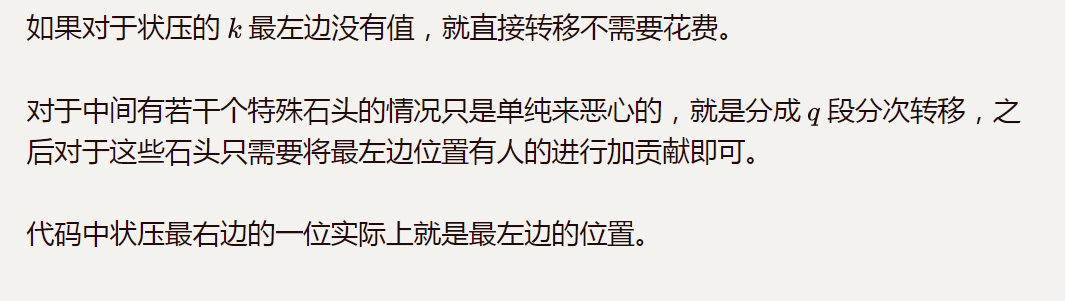 如果对于状压的 k 最左边没有值，就直接转移不需要花费。
对于中间有若干个特殊石头的情况只是单纯来恶心的，就是分成 q 段分次转移，之
后对于这些石头只需要将最左边位置有人的进行加贡献即可。
代码中状压最右边的一位实际上就是最左边的位置。